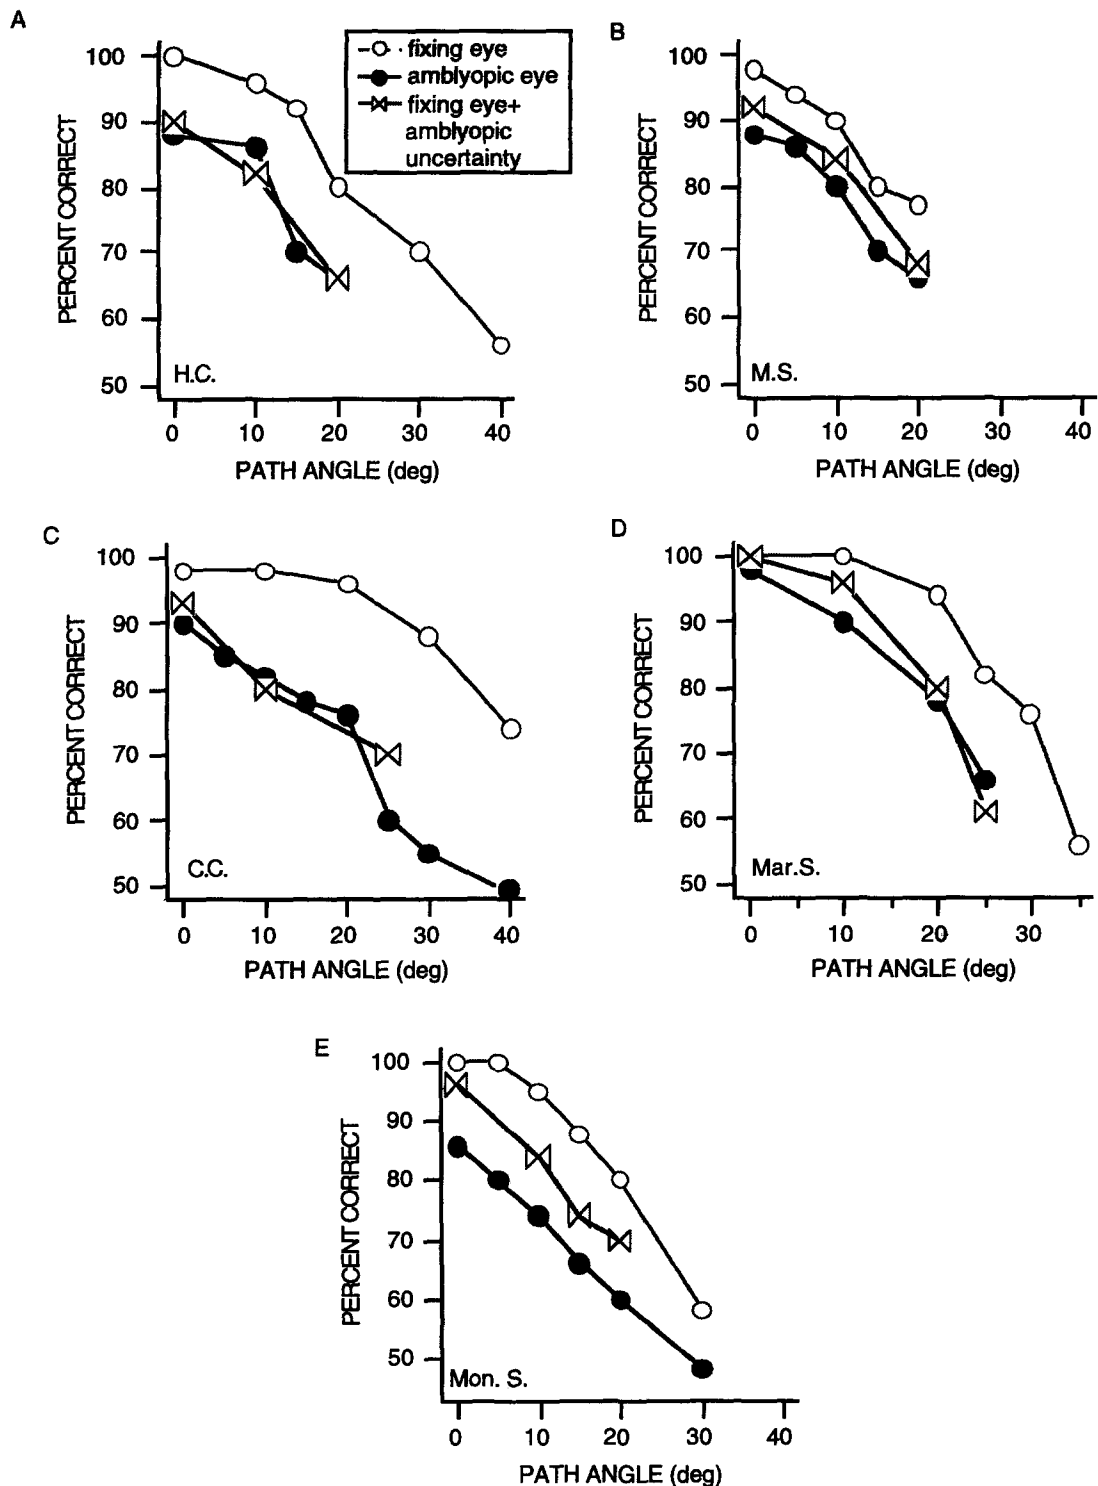 A
fixing eye
amblyopic eye
fixing eye+
amblyopic
uncertainty
100
90
80
70
60
50
PERCENT CORRECT
H.C.
0 10 20 30 40
PATH ANGLE (deg)
B
100
90
80
70
60
50
PERCENT CORRECT
M.S.
0 10 20 30 40
PATH ANGLE (deg)
C
100
90
80
70
60
50
PERCENT CORRECT
C.C.
0 10 20 30 40
PATH ANGLE (deg)
D
100
90
80
70
60
50
PERCENT CORRECT
Mar.S.
0 10 20 30
PATH ANGLE (deg)
E
100
90
80
70
60
50
PERCENT CORRECT
Mon. S.
0 10 20 30 40
PATH ANGLE (deg)